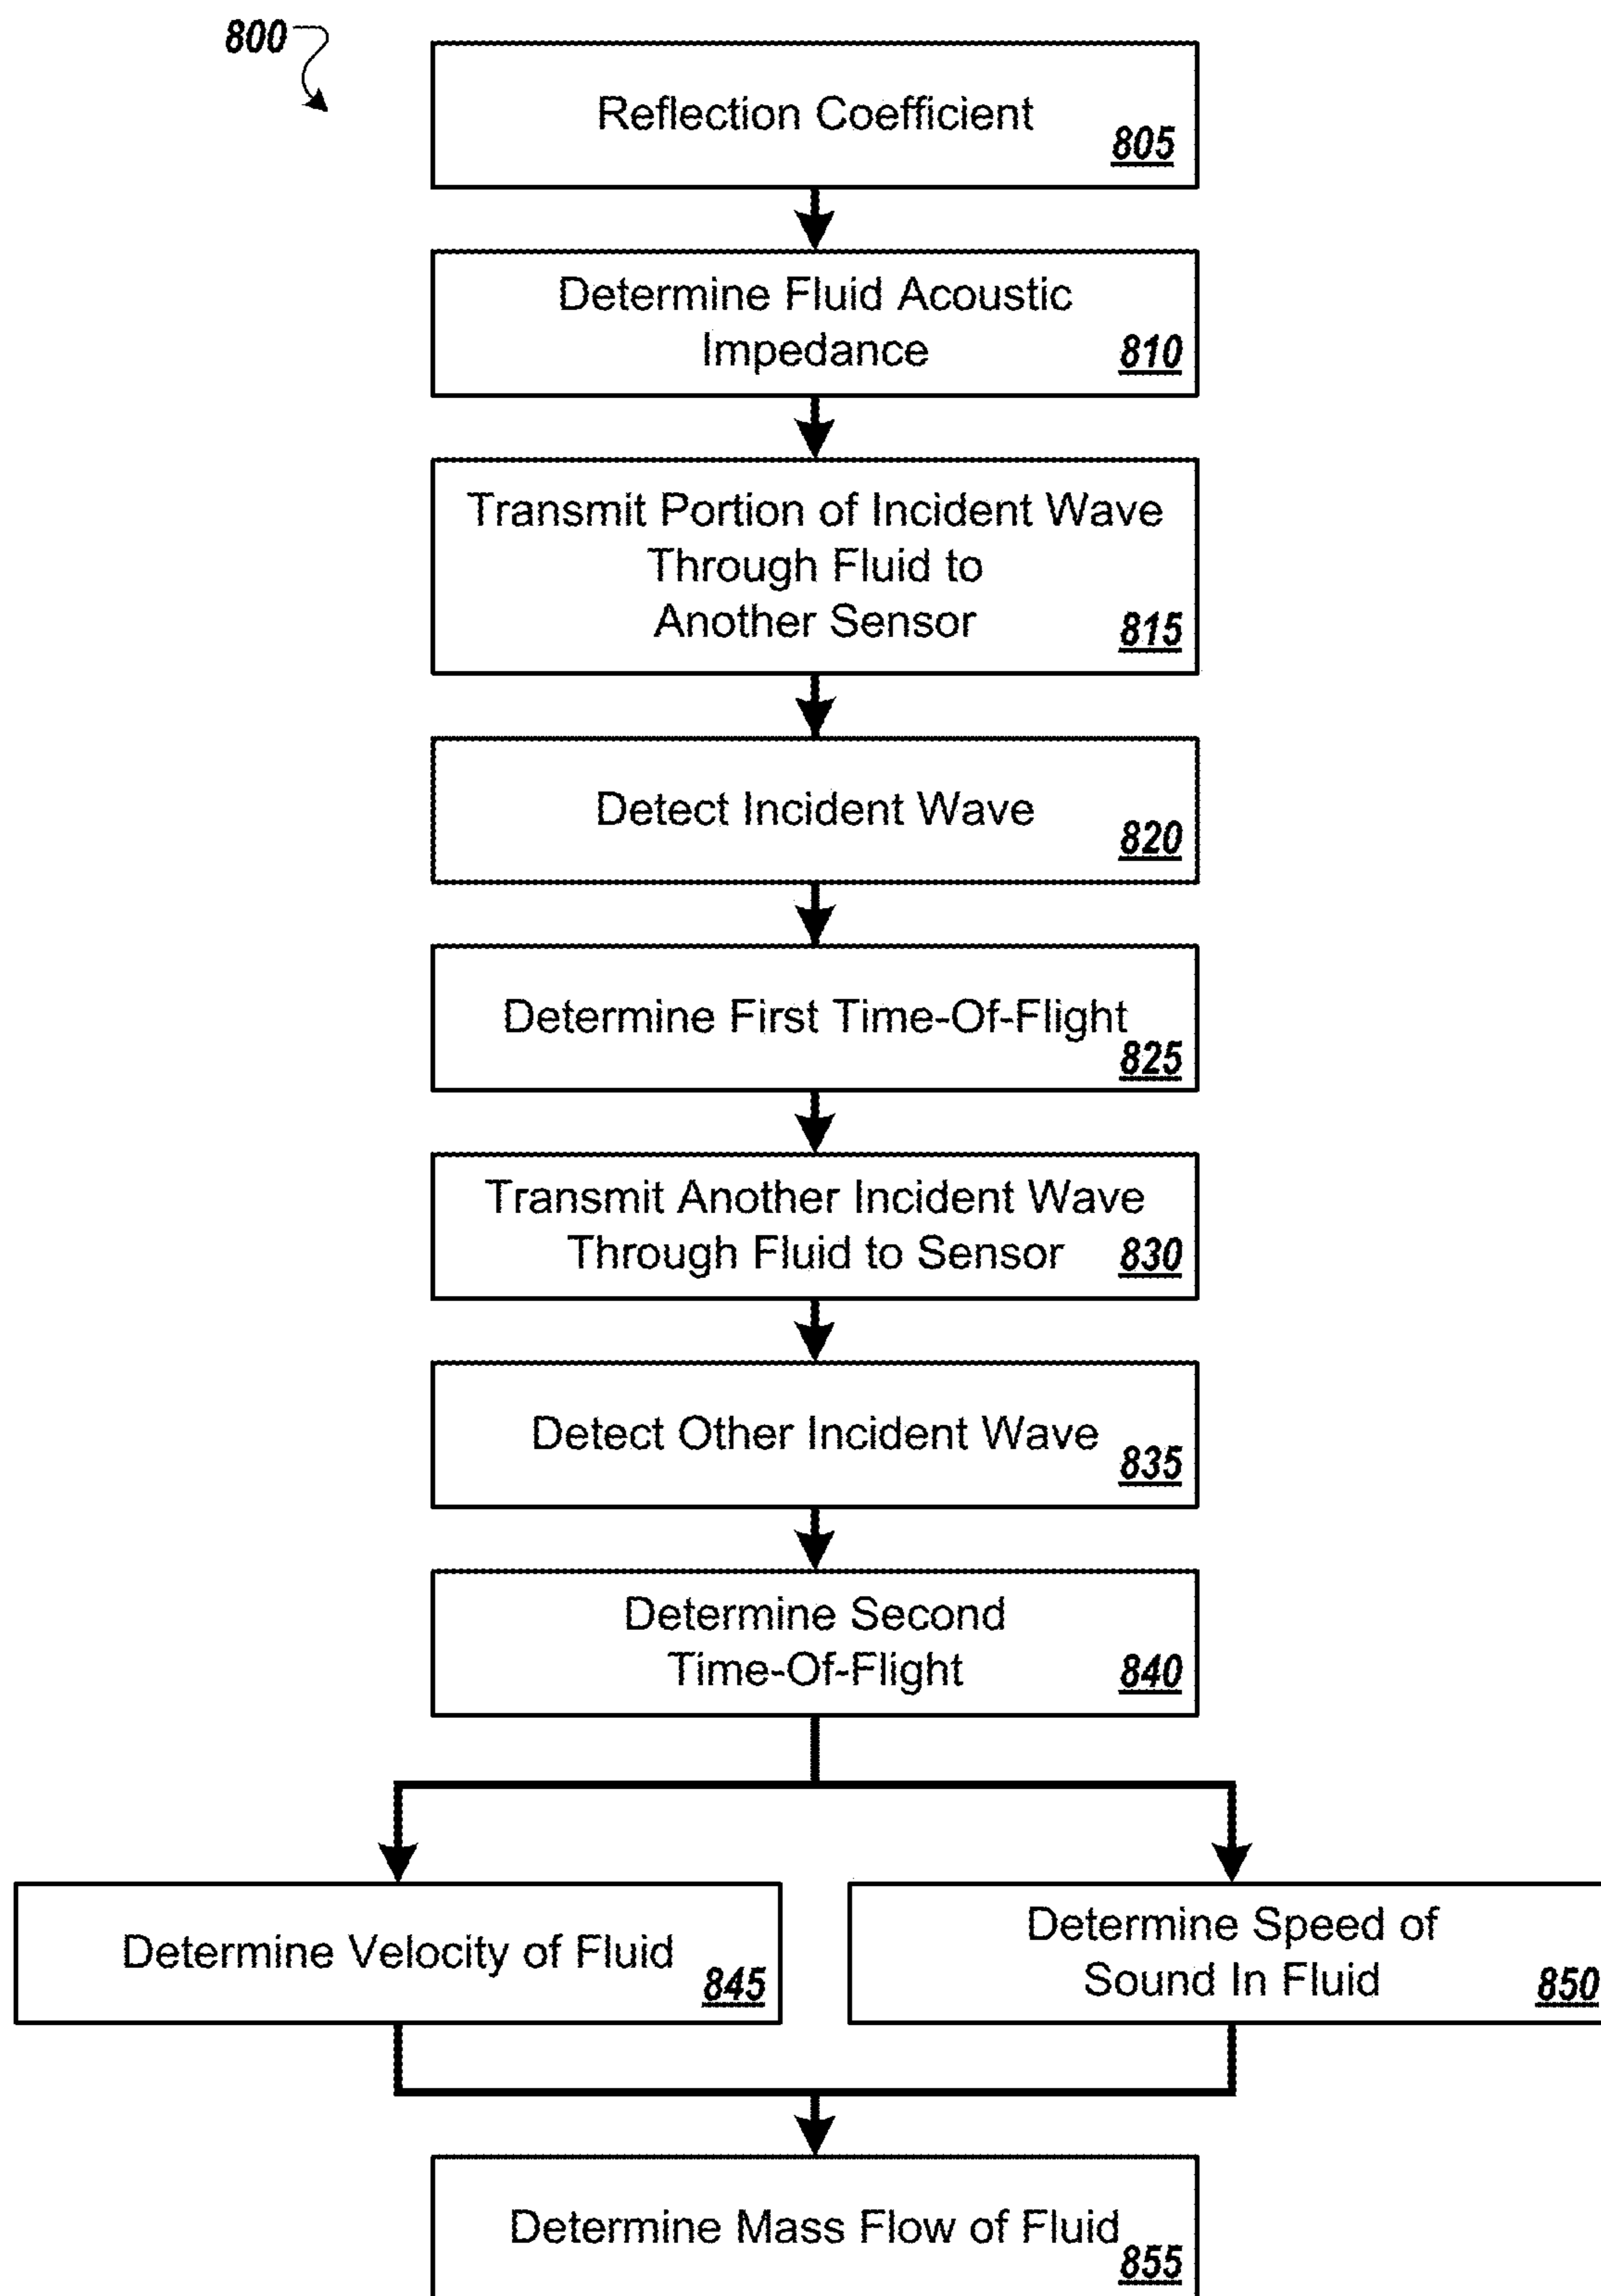 800
Reflection Coefficient
805
Determine Fluid Acoustic
Impedance
810
Transmit Portion of Incident Wave
Through Fluid to
Another Sensor
815
Detect Incident Wave
820
Determine First Time-Of-Flight
825
Transmit Another Incident Wave
Through Fluid to Sensor
830
Detect Other Incident Wave
835
Determine Second
Time-Of-Flight
840
Determine Velocity of Fluid
845
Determine Speed of
Sound In Fluid
850
Determine Mass Flow of Fluid
855